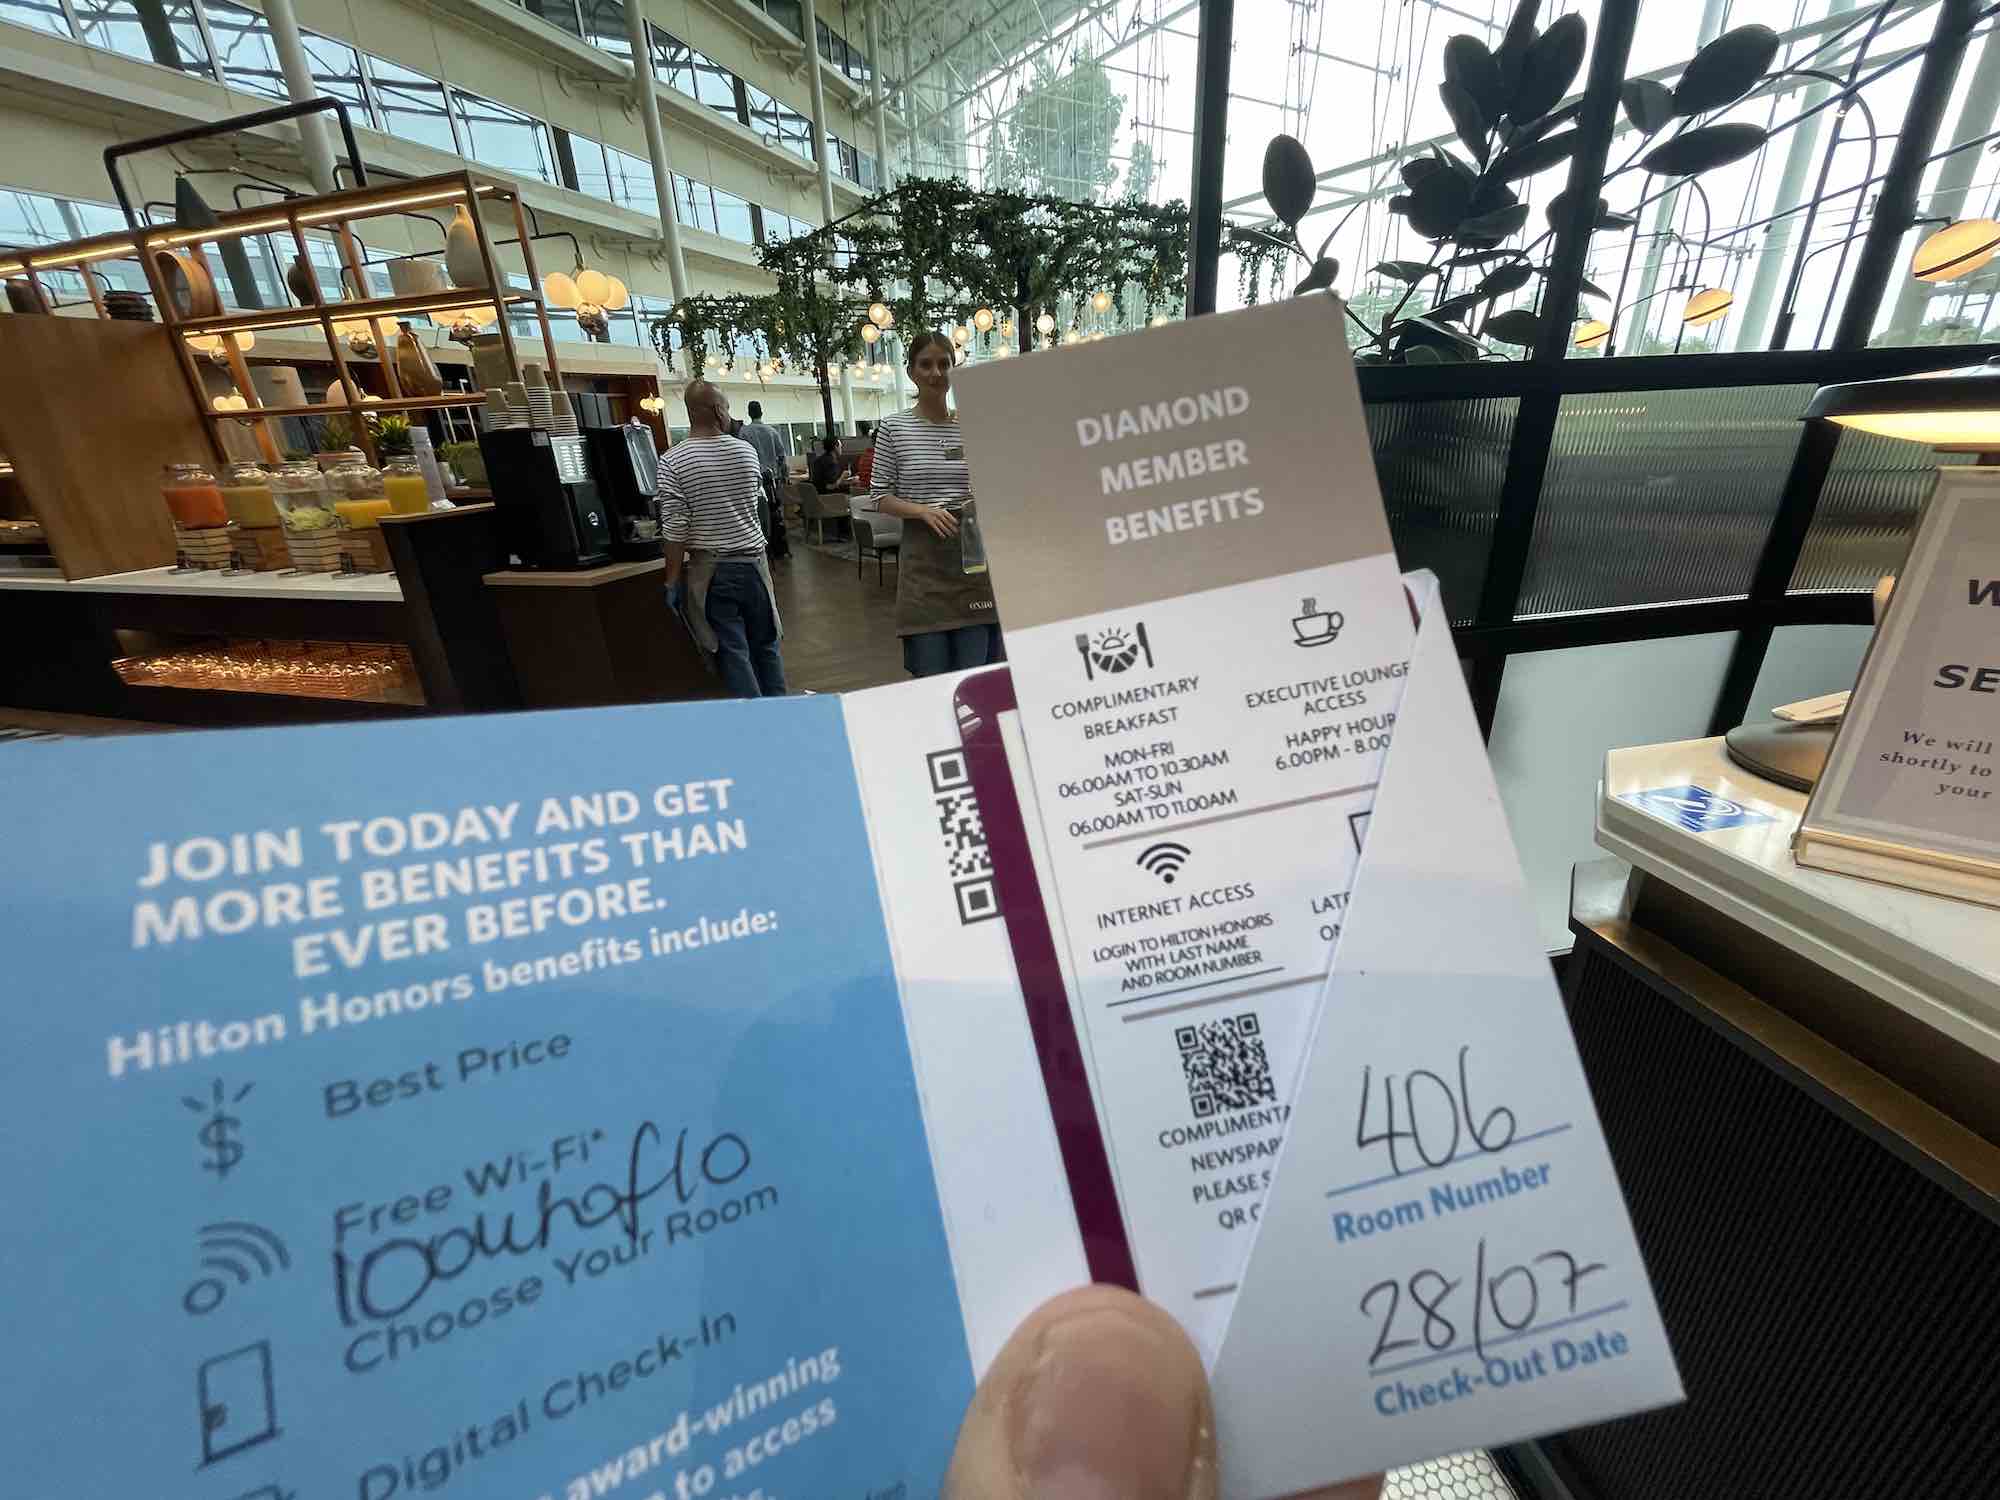 JOIN TODAY AND GET
MORE BENEFITS THAN
EVER BEFORE.
Hilton Honors benefits include:
Best Price
Free Wi-Fi*
Choose Your Room
Digital Check-In
award-winning
to access
DIAMOND
MEMBER
BENEFITS
COMPLIMENTARY
BREAKFAST
MON-FRI
06.00AM TO 10.30AM
SAT-SUN
06.00AM TO 11.00AM
EXECUTIVE LOUNGE
ACCESS
HAPPY HOUR
6.00PM - 8.00
INTERNET ACCESS
LOGIN TO HILTON HONORS
WITH LAST NAME
AND ROOM NUMBER
COMPLIMENTA
NEWSPAP
PLEASE S
QR C
406
Room Number
28/07
Check-Out Date
W
SE
We will
shortly to
your